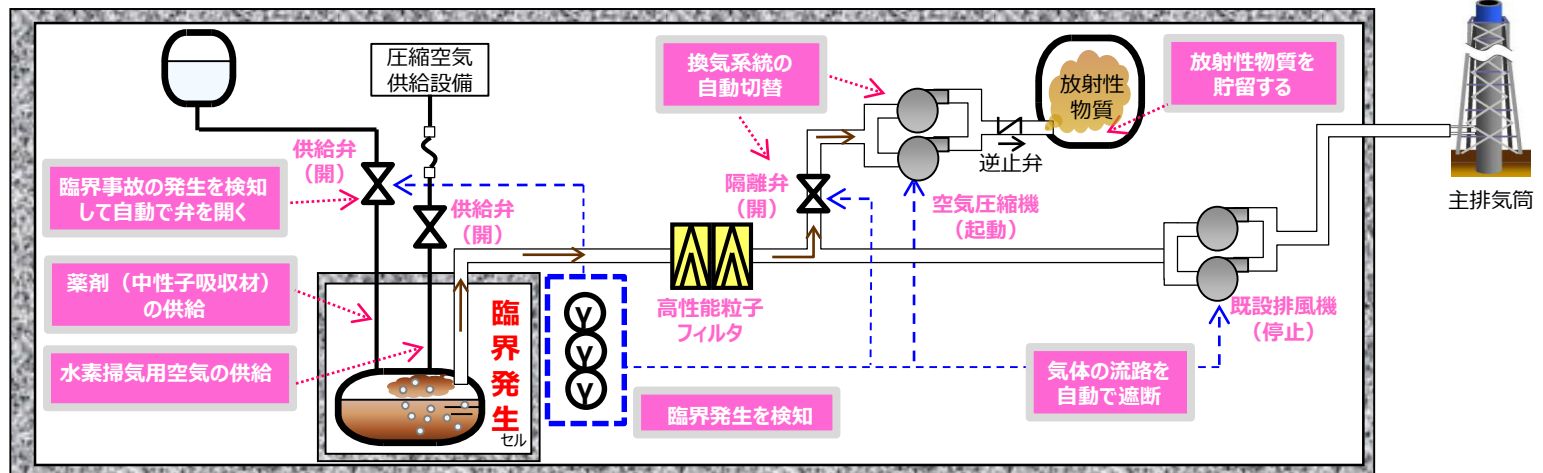 圧縮空気
供給設備
換気系統の
自動切替
放射性
物質
放射性物質を
貯留する
逆止弁
主排気筒
供給弁
（開）
臨界事故の発生を検知
して自動で弁を開く
供給弁
（開）
隔離弁
（開）
空気圧縮機
（起動）
薬剤（中性子吸収材）
の供給
高性能粒子
フィルタ
既設排風機
（停止）
水素掃気用空気の供給
臨界発生
セル
γ
γ
γ
臨界発生を検知
気体の流路を
自動で遮断